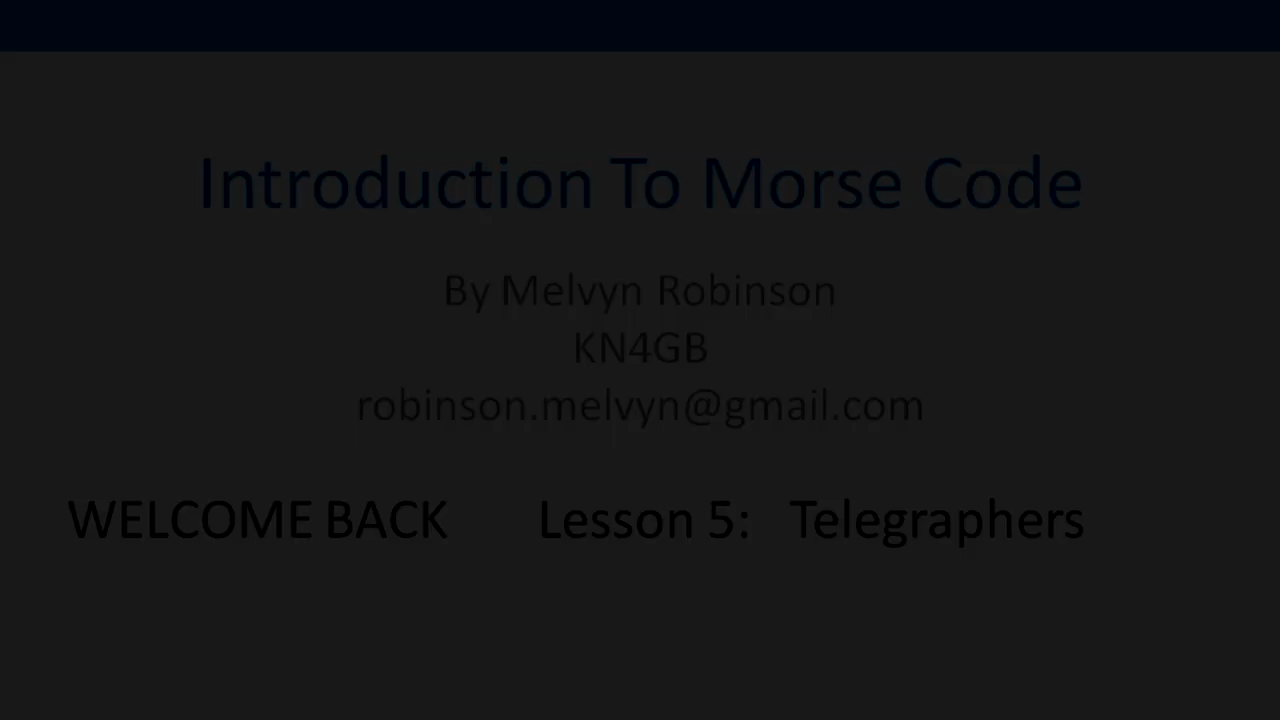 Introduction To Morse Code
By Melvyn Robinson
KN4GB
robinson.melvyn@gmail.com
WELCOME BACK Lesson 5: Telegraphers